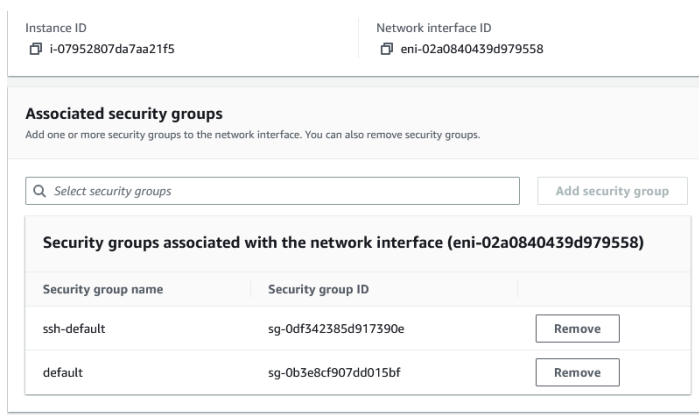 Instance ID
Network interface ID
i-07952807da7aa21f5
eni-02a0840439d979558
Associated security groups
Add one or more security groups to the network interface. You can also remove security groups.
Select security groups
Add security group
Security groups associated with the network interface (eni-02a0840439d979558)
Security group name
Security group ID
ssh-default
sg-0df342385d917390e
Remove
default
sg-0b3e8cf907dd015bf
Remove